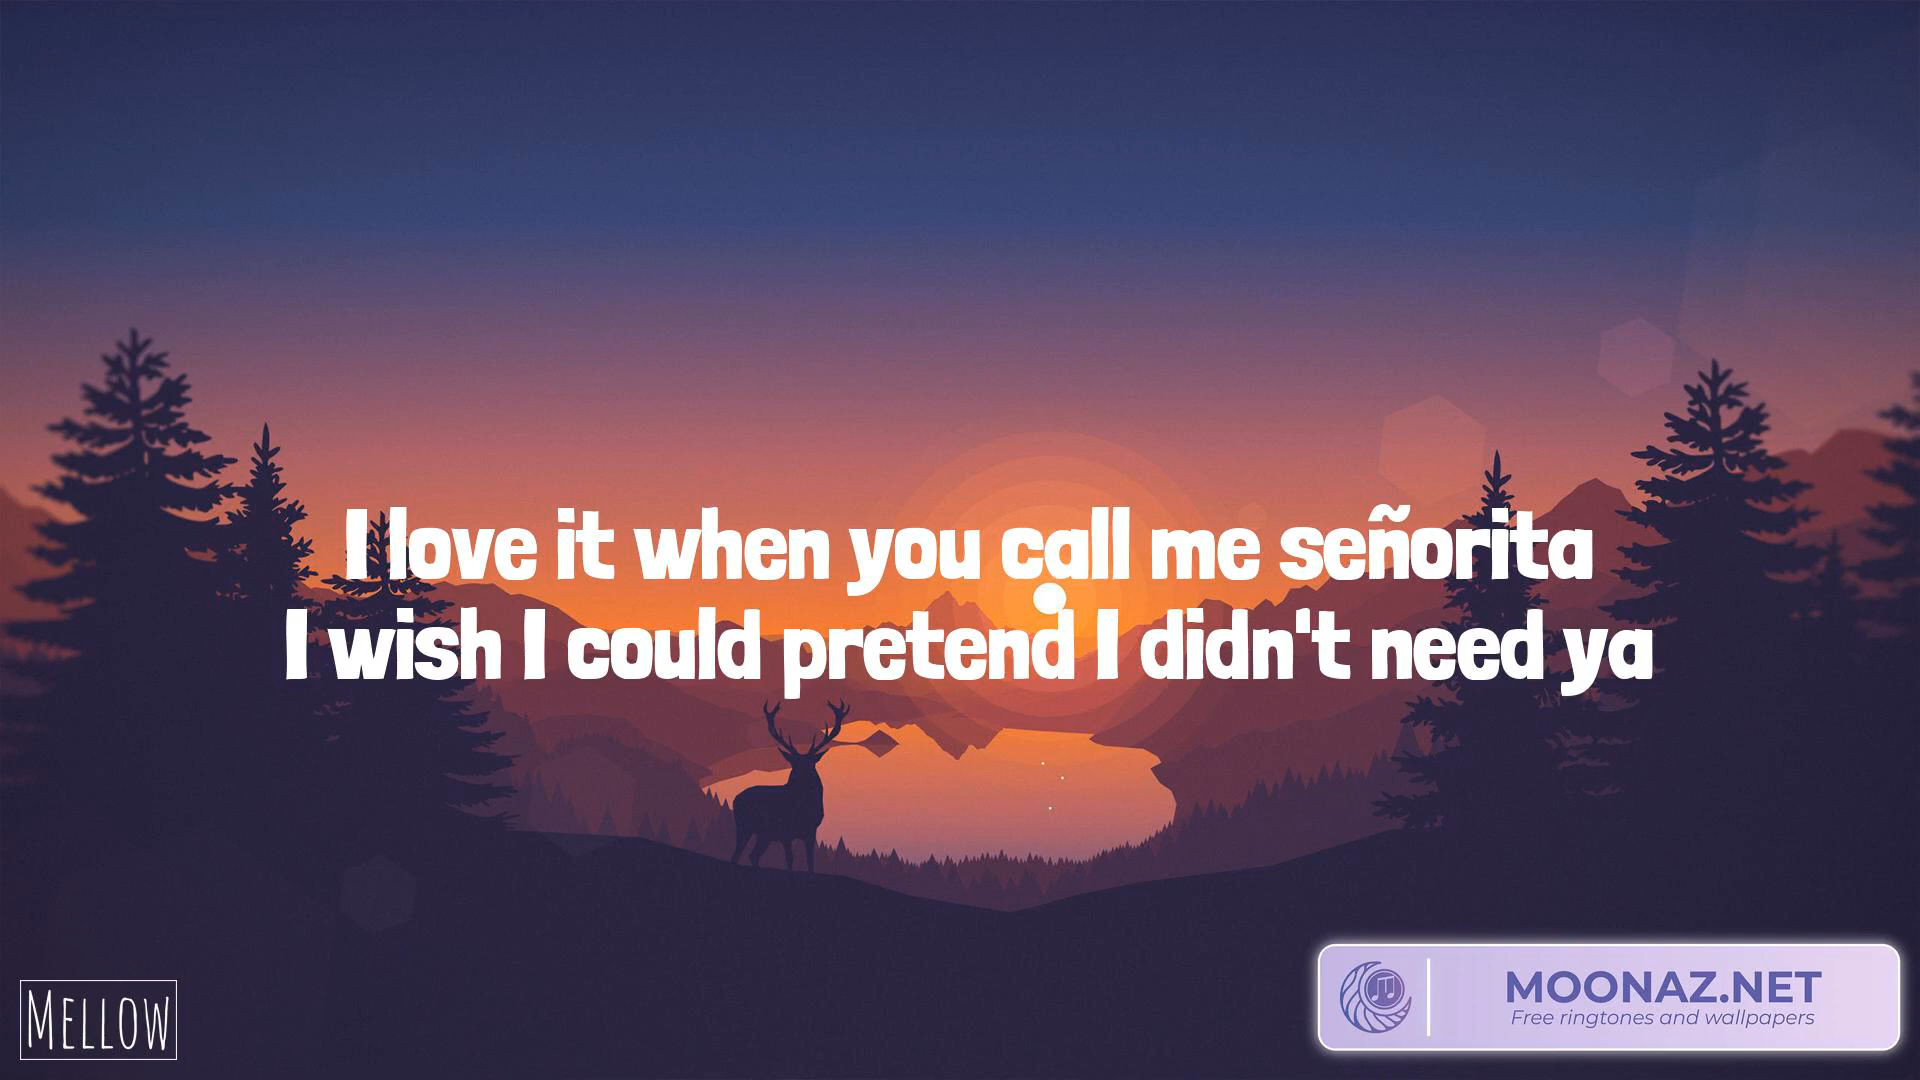 I love it when you call me señorita
I wish I could pretend I didn't need ya
MELLOW
MOONAZ.NET
Free ringtones and wallpapers